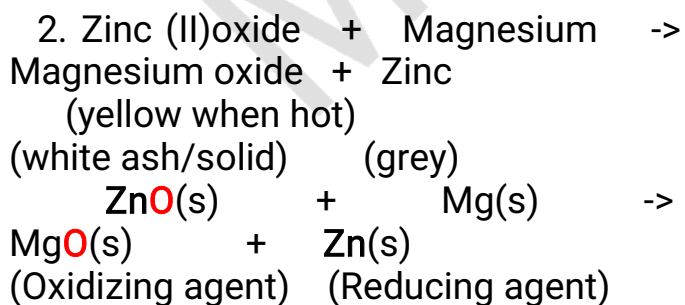 2. Zinc (II)oxide + Magnesium ->
Magnesium oxide + Zinc
(yellow when hot)
(white ash/solid) (grey)
ZnO(s) + Mg(s) ->
MgO(s) + Zn(s)
(Oxidizing agent) (Reducing agent)